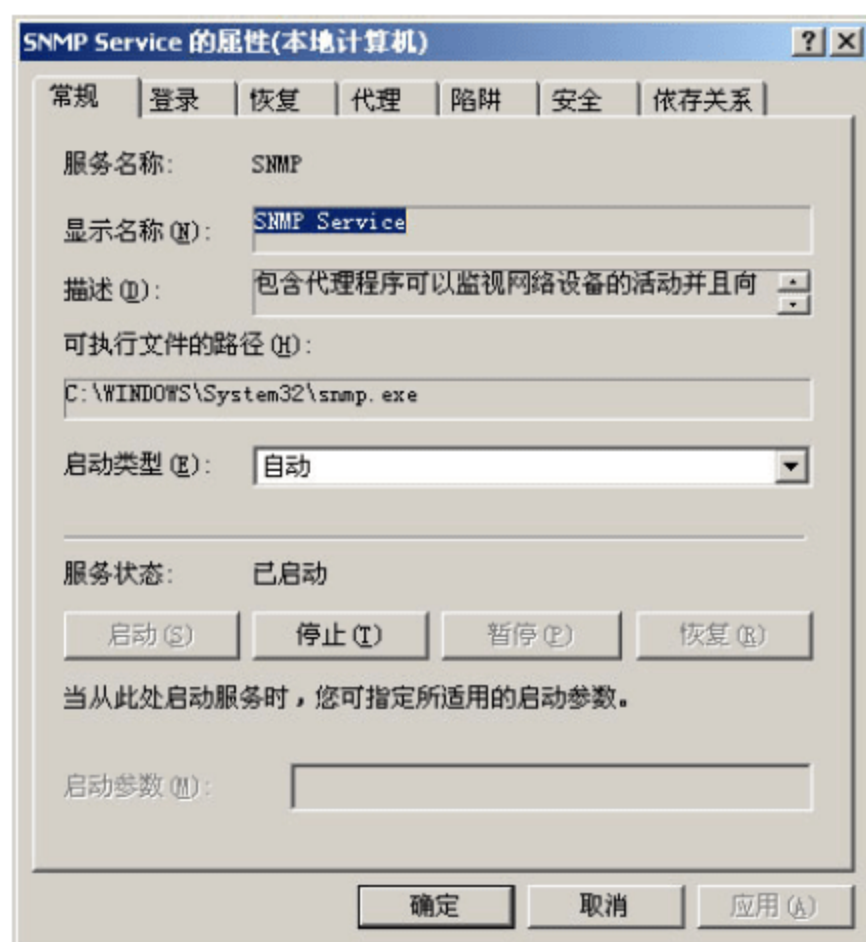 SNMP Service 的属性(本地计算机)
常规 登录 恢复 代理 陷阱 安全 依存关系
服务名称: SNMP
显示名称(N): SNMP Service
描述(D): 包含代理程序可以监视网络设备的活动并且向
可执行文件的路径(H):
C:\WINDOWS\System32\snmp.exe
启动类型(E): 自动
服务状态: 已启动
启动(S) 停止(T) 暂停(P) 恢复(R)
当从此处启动服务时，您可指定所适用的启动参数。
启动参数(M):
确定 取消 应用(A)